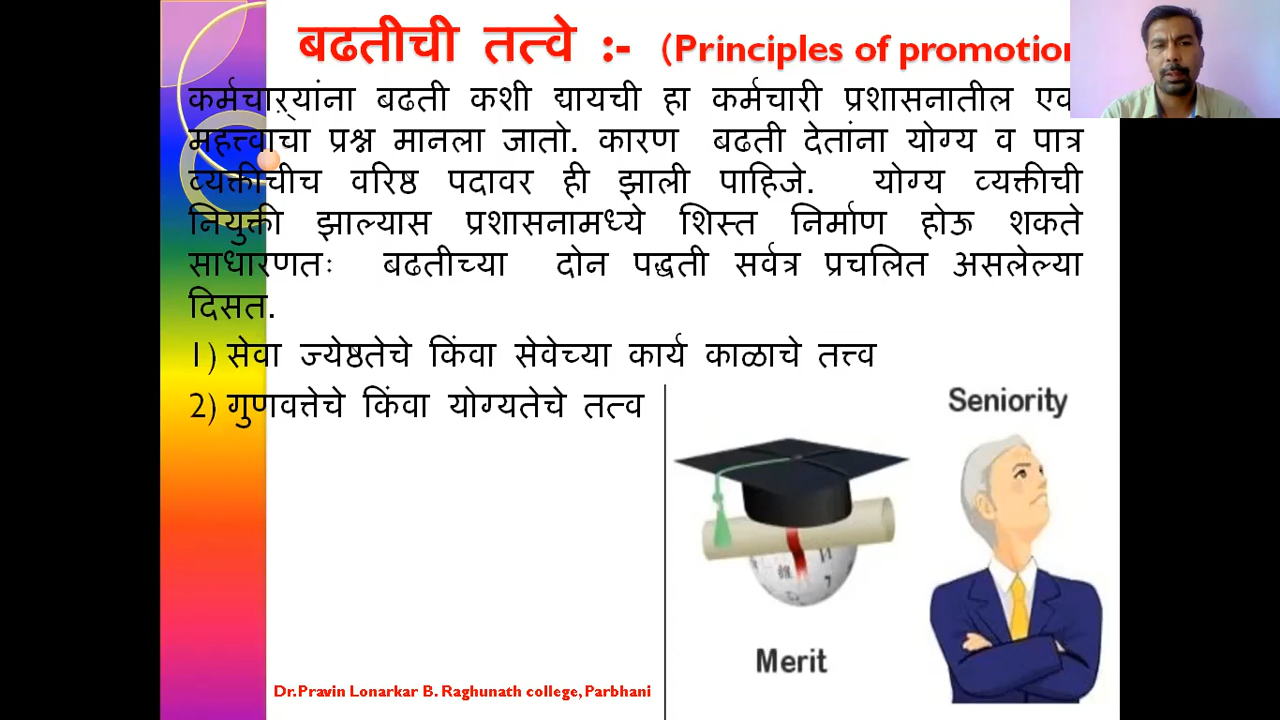 बढतीची तत्वे :- (Principles of promotion
कर्मचाऱ्यांना बढती कशी द्यायची हा कर्मचारी प्रशासनातील एक
महत्त्वाचा प्रश्न मानला जातो. कारण बढती देतांना योग्य व पात्र
व्यक्तीचीच वरिष्ठ पदावर ही झाली पाहिजे. योग्य व्यक्तीची
नियुक्ती झाल्यास प्रशासनामध्ये शिस्त निर्माण होऊ शकते
साधारणतः बढतीच्या दोन पद्धती सर्वत्र प्रचलित असलेल्या
दिसत.
1) सेवा ज्येष्ठतेचे किंवा सेवेच्या कार्य काळाचे तत्त्व
2) गुणवत्तेचे किंवा योग्यतेचे तत्व
Seniority
Merit
Dr.Pravin Lonarkar B. Raghunath college, Parbhani